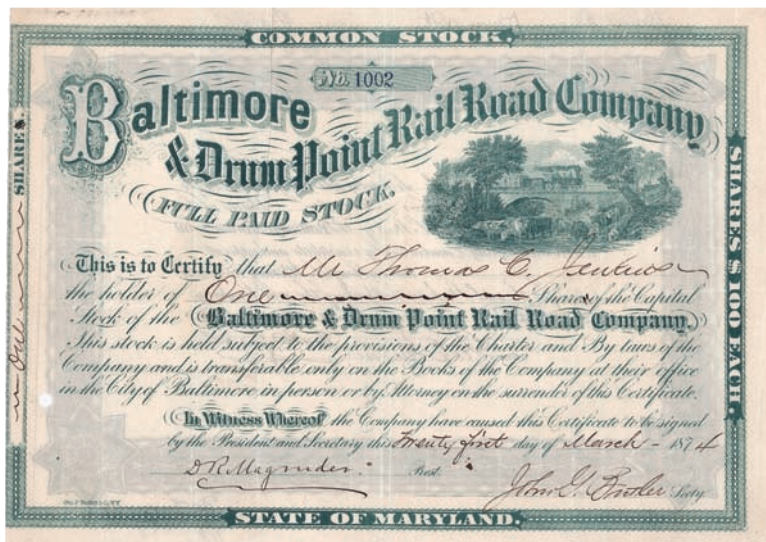 COMMON STOCK.
No. 1002
Baltimore
& Drum Point Rail Road Company
FULL PAID STOCK.
This is to Certify that Mr Thomas C. Jenkins
the holder of One Shares of the Capital
Stock of the Baltimore & Drum Point Rail Road Company.
This stock is held subject to the provisions of the Charter and By laws of the
Company and is transferable only on the Books of the Company at their office
in the City of Baltimore in person or by Attorney on the surrender of this Certificate.
In Witness Whereof the Company have caused this Certificate to be signed
by the President and Secretary this Twenty first day of March 1874
D R Magruder Prest.
John G. Secty
STATE OF MARYLAND.
One SHARES
SHARES $100 EACH.